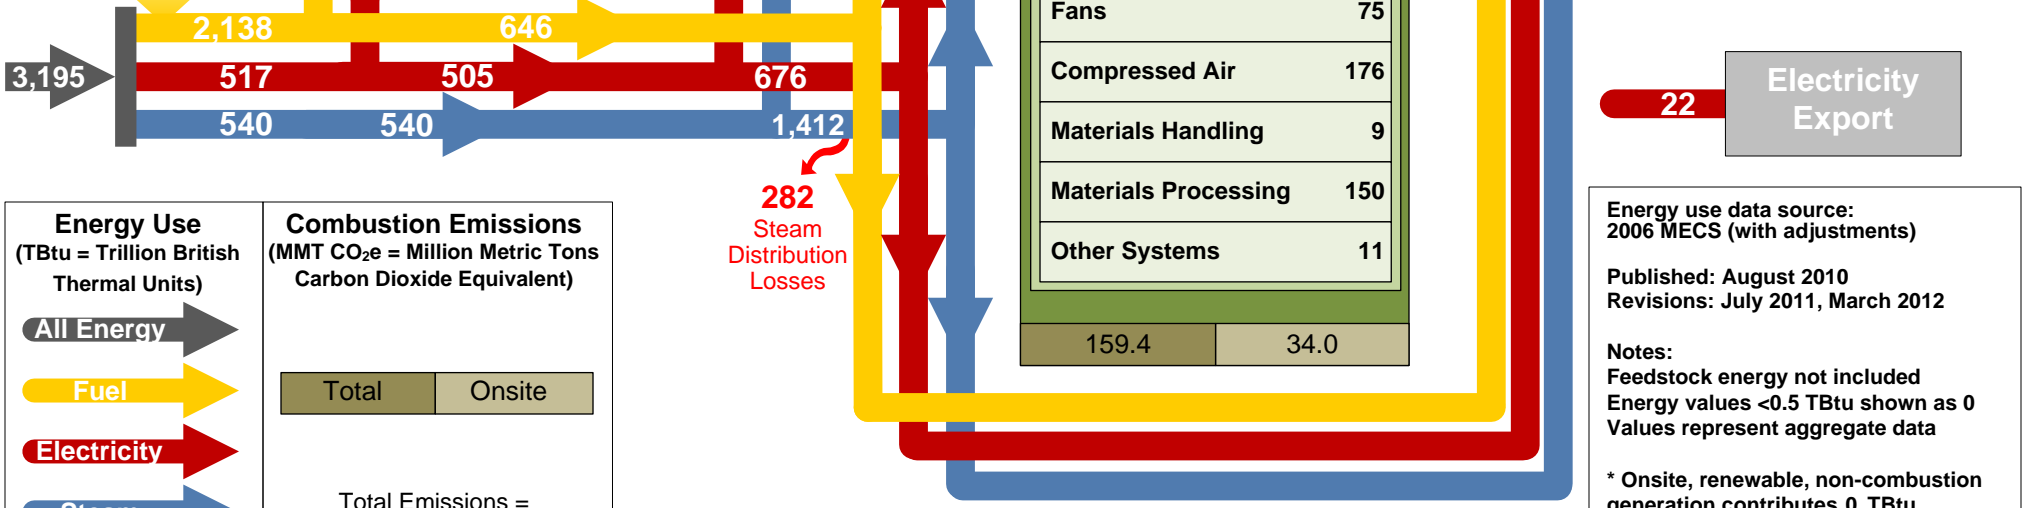 2,138
646
3,195
517
505
676
540
540
1,412
282
Steam
Distribution
Losses
Fans 75
Compressed Air 176
Materials Handling 9
Materials Processing 150
Other Systems 11
159.4 34.0
22
Electricity
Export
Energy Use
(TBtu = Trillion British
Thermal Units)
All Energy
Fuel
Electricity
Steam
Combustion Emissions
(MMT CO₂e = Million Metric Tons
Carbon Dioxide Equivalent)
Total Onsite
Total Emissions =
Energy use data source:
2006 MECS (with adjustments)
Published: August 2010
Revisions: July 2011, March 2012
Notes:
Feedstock energy not included
Energy values <0.5 TBtu shown as 0
Values represent aggregate data
* Onsite, renewable, non-combustion
generation contributes 0 TBtu